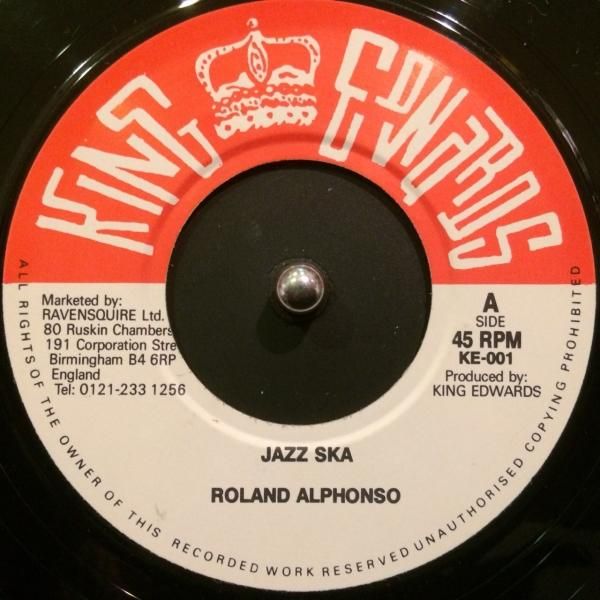 KING EDWARDS
Marketed by:
RAVENSQUIRE Ltd.
80 Ruskin Chambers
191 Corporation Stre
Birmingham B4 6RP
England
Tel: 0121-233 1256
A
SIDE
45 RPM
KE-001
Produced by:
KING EDWARDS
JAZZ SKA
ROLAND ALPHONSO
ALL RIGHTS OF THE OWNER OF THIS RECORDED WORK RESERVED UNAUTHORISED COPYING PROHIBITED